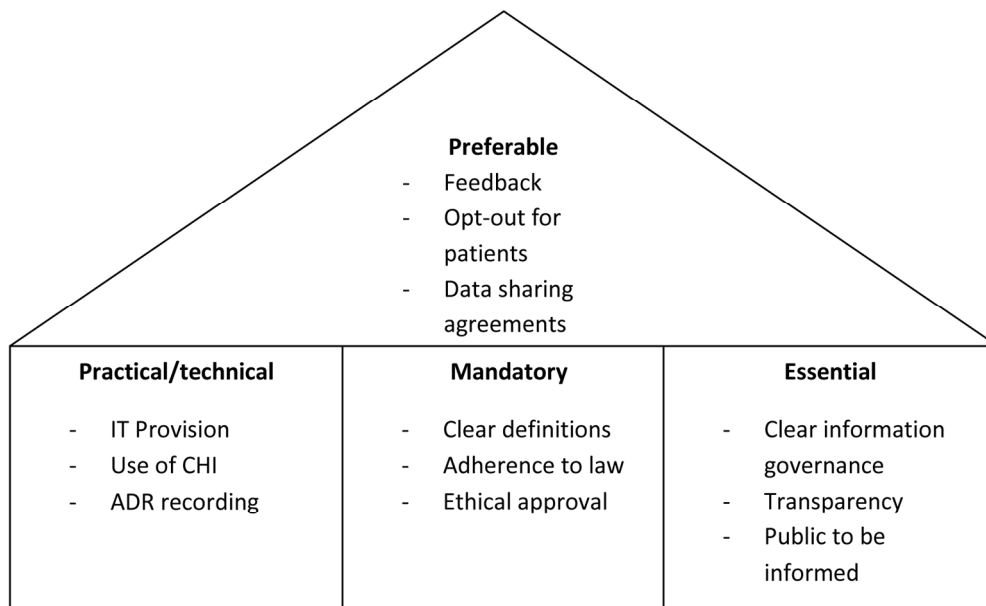 Preferable
- Feedback
- Opt-out for
patients
- Data sharing
agreements
Practical/technical
- IT Provision
- Use of CHI
- ADR recording
Mandatory
- Clear definitions
- Adherence to law
- Ethical approval
Essential
- Clear information
governance
- Transparency
- Public to be
informed